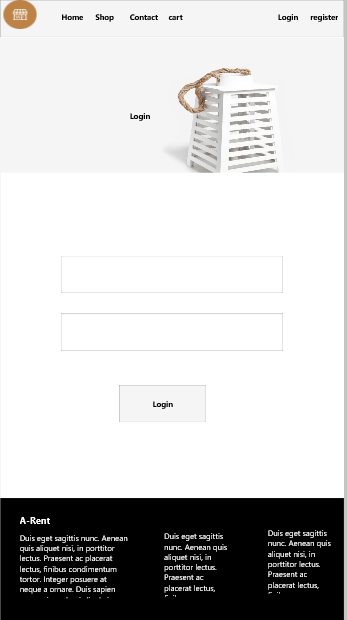 Home Shop Contact cart Login register
Login
Login
A-Rent
Duis eget sagittis nunc. Aenean
quis aliquet nisi, in porttitor
lectus. Praesent ac placerat
lectus, finibus condimentum
tortor. Integer posuere at
neque a ornare. Duis sapien
Duis eget sagittis
nunc. Aenean quis
aliquet nisi, in
porttitor lectus.
Praesent ac
placerat lectus,
Duis eget sagittis
nunc. Aenean quis
aliquet nisi, in
porttitor lectus.
Praesent ac
placerat lectus,